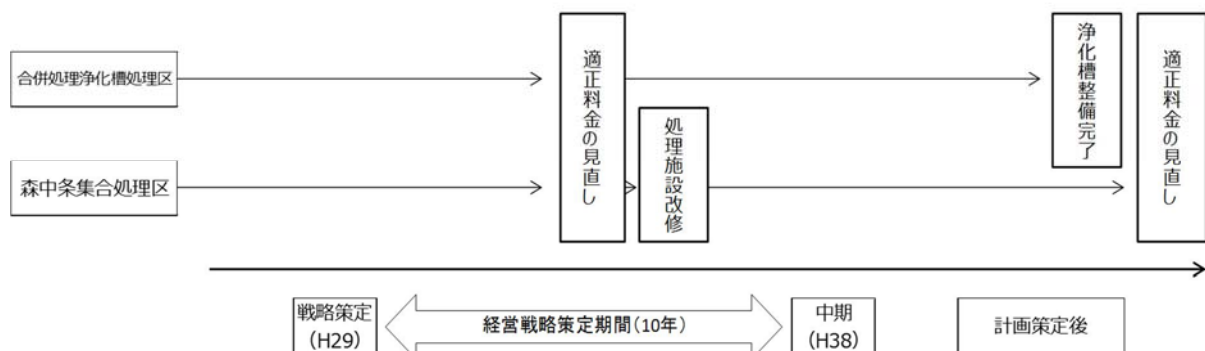 合併処理浄化槽処理区
適正料金の見直し
浄化槽整備完了
適正料金の見直し
森中条集合処理区
処理施設改修
戦略策定
(H29)
経営戦略策定期間(10年)
中期
(H38)
計画策定後